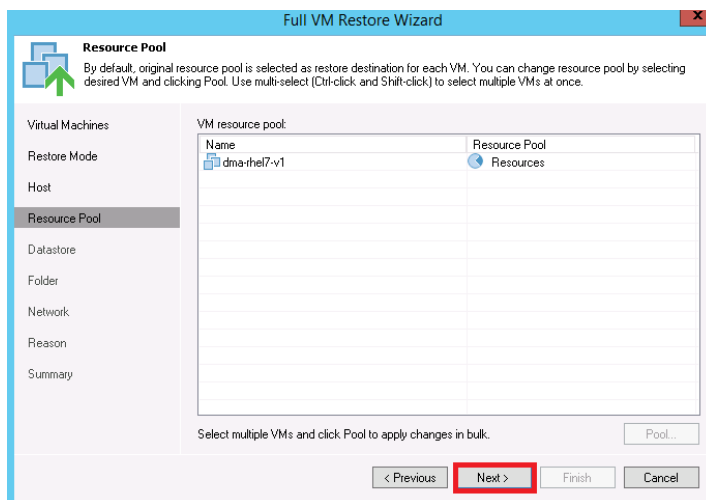 Full VM Restore Wizard
x
Resource Pool
By default, original resource pool is selected as restore destination for each VM. You can change resource pool by selecting
desired VM and clicking Pool. Use multi-select (Ctrl-click and Shift-click) to select multiple VMs at once.
Virtual Machines
Restore Mode
Host
Resource Pool
Datastore
Folder
Network
Reason
Summary
VM resource pool:
Name Resource Pool
dma-rhel7-v1 Resources
Select multiple VMs and click Pool to apply changes in bulk. Pool...
< Previous Next > Finish Cancel